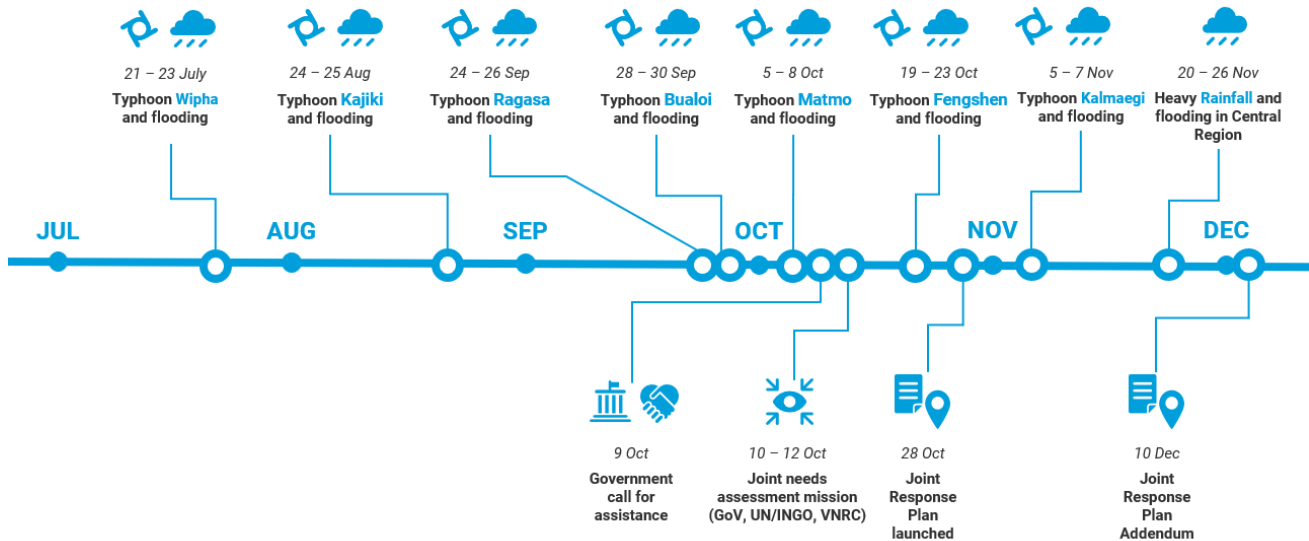 21 – 23 July
Typhoon Wipha
and flooding
24 – 25 Aug
Typhoon Kajiki
and flooding
24 – 26 Sep
Typhoon Ragasa
and flooding
28 – 30 Sep
Typhoon Bualoi
and flooding
5 – 8 Oct
Typhoon Matmo
and flooding
19 – 23 Oct
Typhoon Fengshen
and flooding
5 – 7 Nov
Typhoon Kalmaegi
and flooding
20 – 26 Nov
Heavy Rainfall and
flooding in Central
Region
JUL
AUG
SEP
OCT
NOV
DEC
9 Oct
Government
call for
assistance
10 – 12 Oct
Joint needs
assessment mission
(GoV, UN/INGO, VNRC)
28 Oct
Joint
Response
Plan
launched
10 Dec
Joint
Response
Plan
Addendum